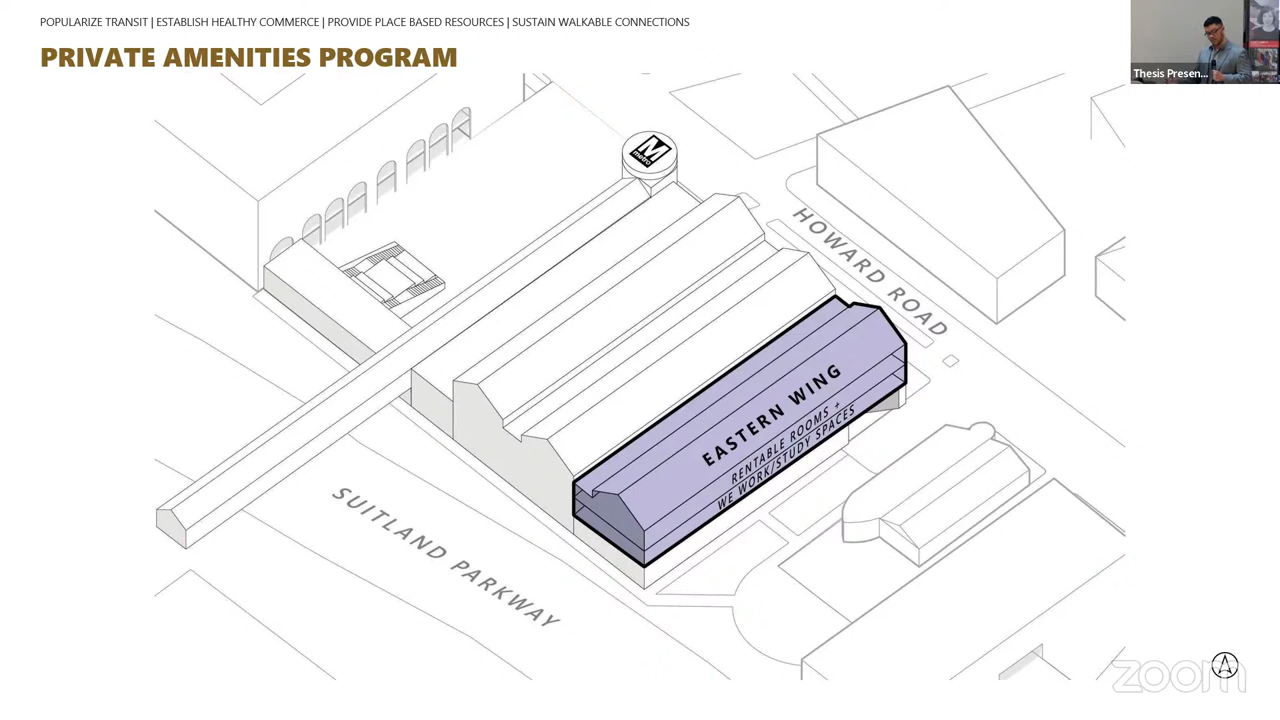 POPULARIZE TRANSIT | ESTABLISH HEALTHY COMMERCE | PROVIDE PLACE BASED RESOURCES | SUSTAIN WALKABLE CONNECTIONS
PRIVATE AMENITIES PROGRAM
Thesis Presen...
M
metro
HOWARD ROAD
EASTERN WING
RENTABLE ROOMS +
WE WORK/STUDY SPACES
SUITLAND PARKWAY
zoom